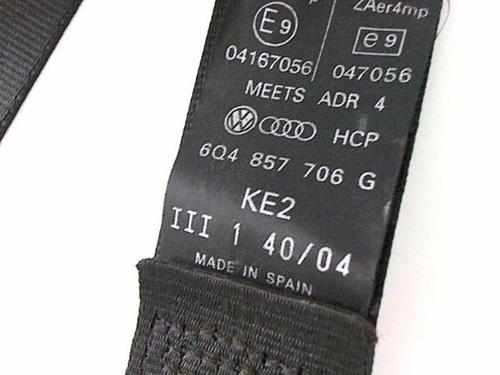 ZAer4mp
E9 e9
04167056 047056
MEETS ADR 4
HCP
6Q4 857 706 G
KE2
III 1 40/04
MADE IN SPAIN